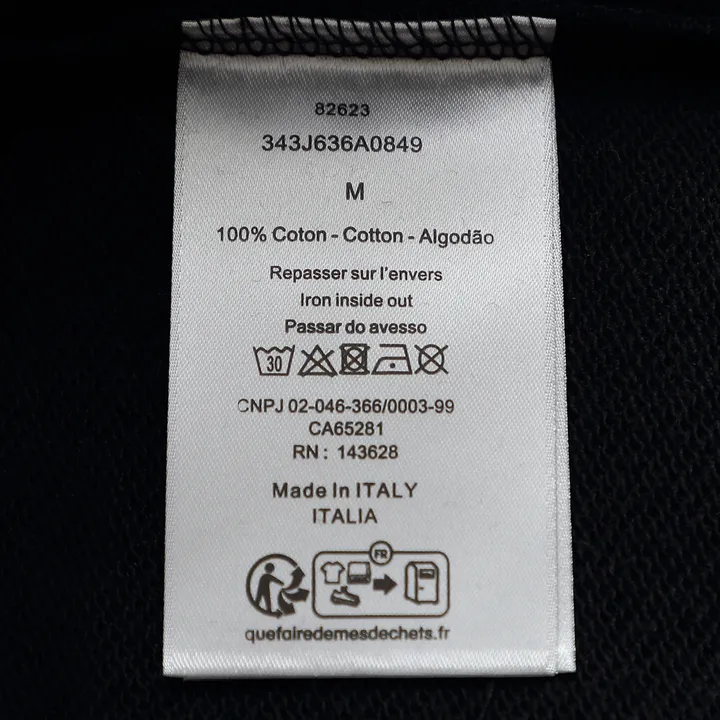 82623
343J636A0849
M
100% Coton - Cotton - Algodão
Repasser sur l'envers
Iron inside out
Passar do avesso
30
CNPJ 02-046-366/0003-99
CA65281
RN : 143628
Made In ITALY
ITALIA
FR
quefairedemesdechets.fr